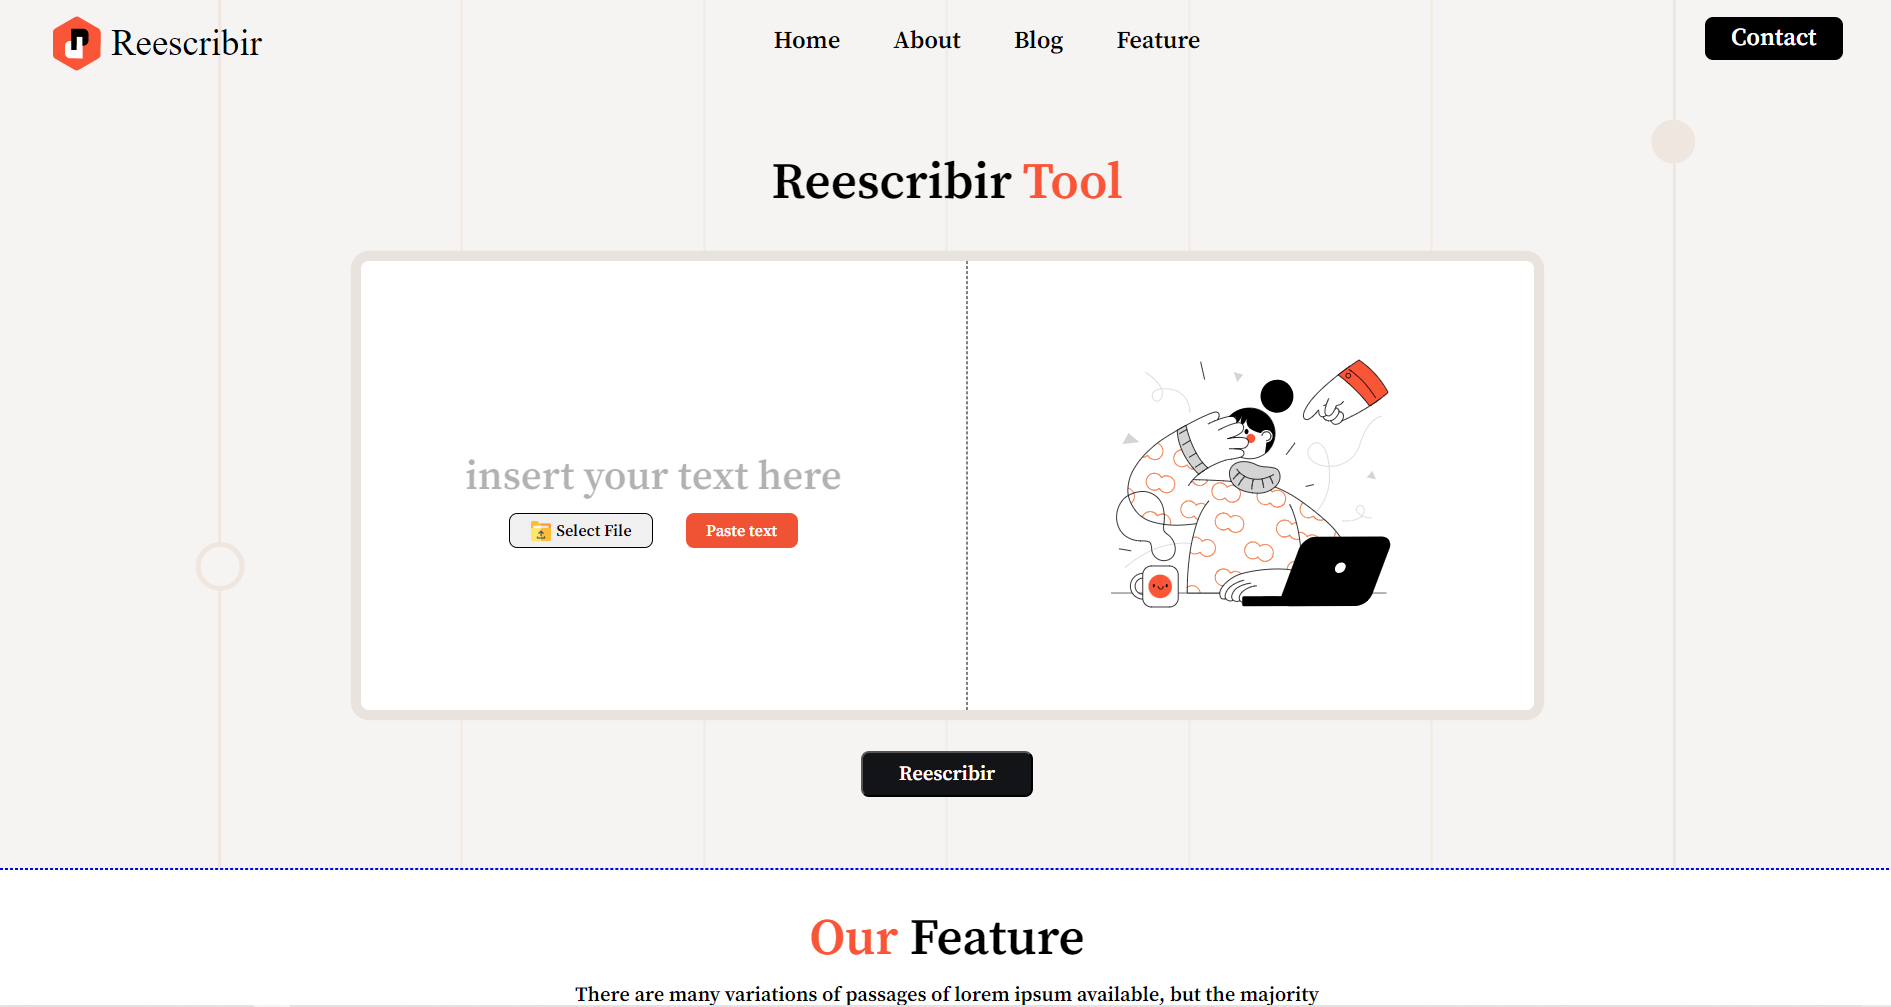 Reescribir
Home About Blog Feature
Contact
Reescribir Tool
insert your text here
Select File
Paste text
Reescribir
Our Feature
There are many variations of passages of lorem ipsum available, but the majority